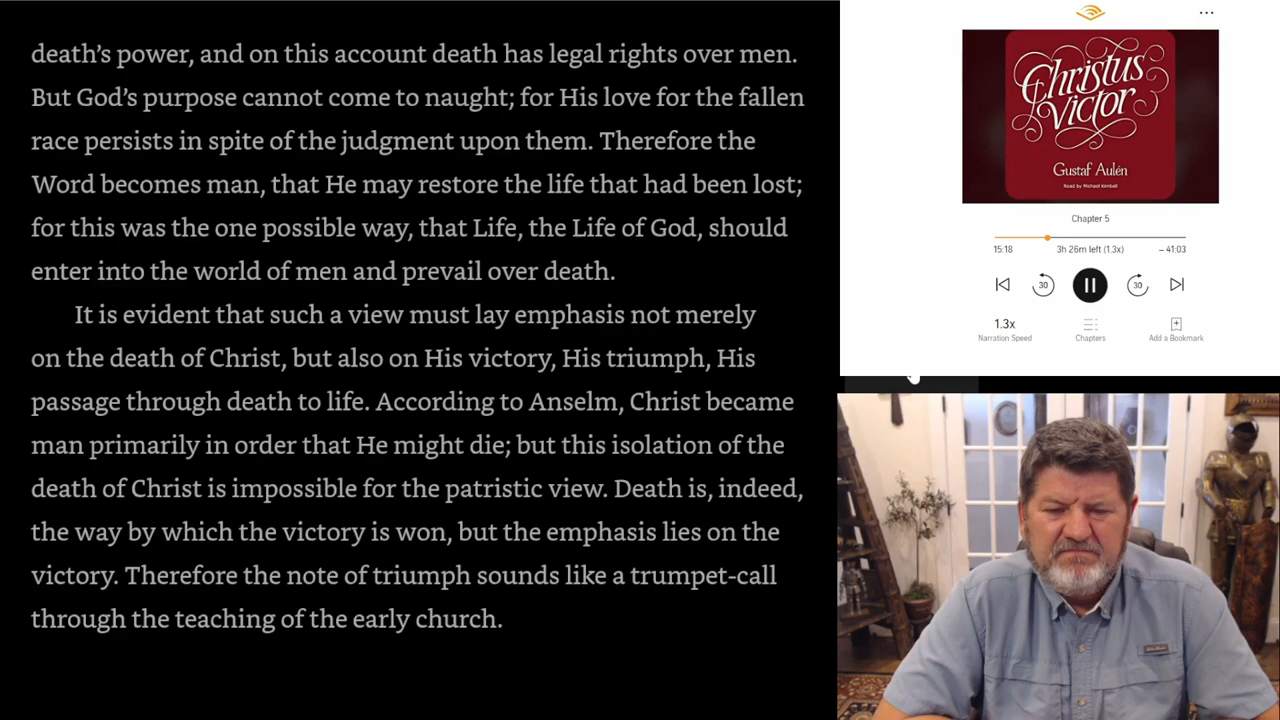 death’s power, and on this account death has legal rights over men.
But God’s purpose cannot come to naught; for His love for the fallen
race persists in spite of the judgment upon them. Therefore the
Word becomes man, that He may restore the life that had been lost;
for this was the one possible way, that Life, the Life of God, should
enter into the world of men and prevail over death.
It is evident that such a view must lay emphasis not merely
on the death of Christ, but also on His victory, His triumph, His
passage through death to life. According to Anselm, Christ became
man primarily in order that He might die; but this isolation of the
death of Christ is impossible for the patristic view. Death is, indeed,
the way by which the victory is won, but the emphasis lies on the
victory. Therefore the note of triumph sounds like a trumpet-call
through the teaching of the early church.
Christus
Victor
Gustaf Aulén
Read by Michael Kimball
Chapter 5
15:18 3h 26m left (1.3x) – 41:03
30 30
1.3x
Narration Speed Chapters Add a Bookmark